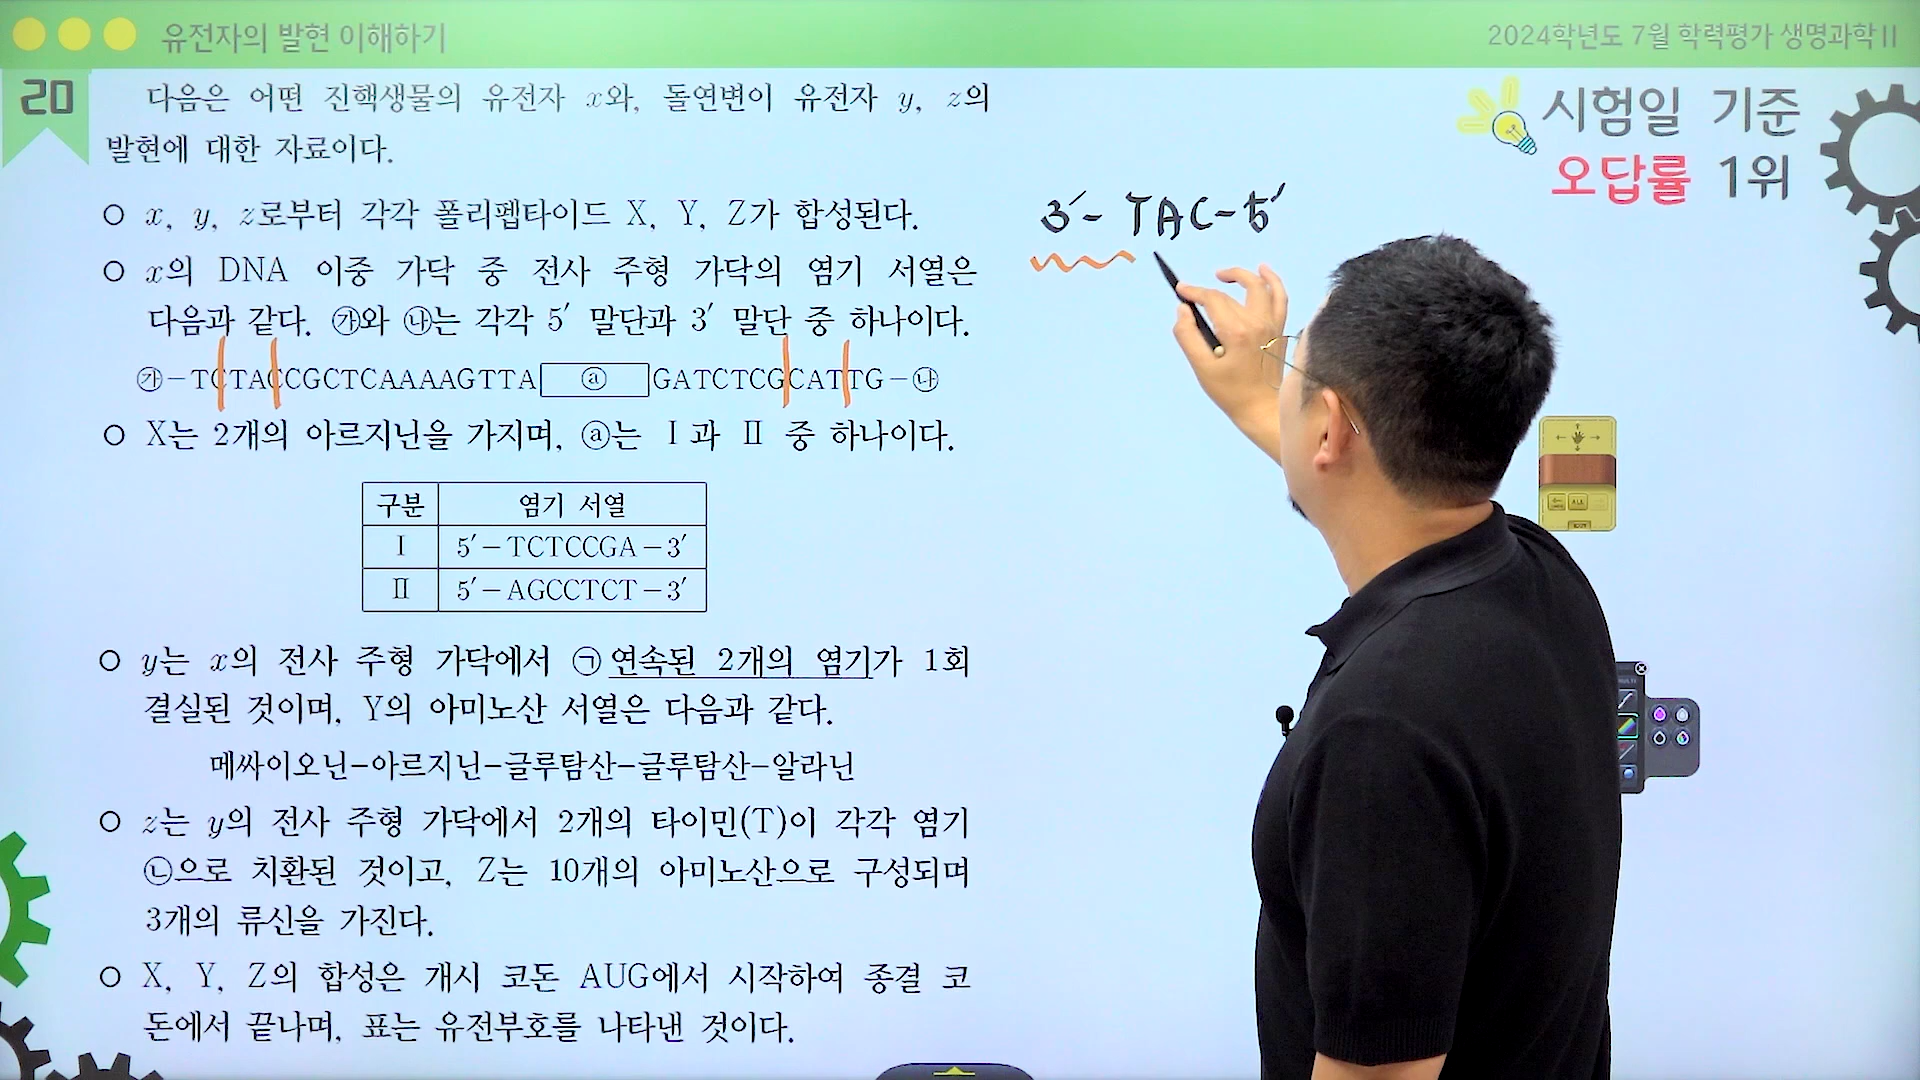 유전자의 발현 이해하기
2024학년도 7월 학력평가 생명과학Ⅱ
20
다음은 어떤 진핵생물의 유전자 x와, 돌연변이 유전자 y, z의
발현에 대한 자료이다.
시험일 기준
오답률 1위
○ x, y, z로부터 각각 폴리펩타이드 X, Y, Z가 합성된다.
3′- TAC-5′
○ x의 DNA 이중 가닥 중 전사 주형 가닥의 염기 서열은
다음과 같다. ㉮와 ㉯는 각각 5′ 말단과 3′ 말단 중 하나이다.
㉮-TCTACCGCTCAAAAGTTA ⓐ GATCTCGCATTG-㉯
○ X는 2개의 아르지닌을 가지며, ⓐ는 Ⅰ과 Ⅱ 중 하나이다.
구분 염기 서열
Ⅰ 5′-TCTCCGA-3′
Ⅱ 5′-AGCCTCT-3′
○ y는 x의 전사 주형 가닥에서 ㉠연속된 2개의 염기가 1회
결실된 것이며, Y의 아미노산 서열은 다음과 같다.
메싸이오닌-아르지닌-글루탐산-글루탐산-알라닌
○ z는 y의 전사 주형 가닥에서 2개의 타이민(T)이 각각 염기
㉡으로 치환된 것이고, Z는 10개의 아미노산으로 구성되며
3개의 류신을 가진다.
○ X, Y, Z의 합성은 개시 코돈 AUG에서 시작하여 종결 코
돈에서 끝나며, 표는 유전부호를 나타낸 것이다.